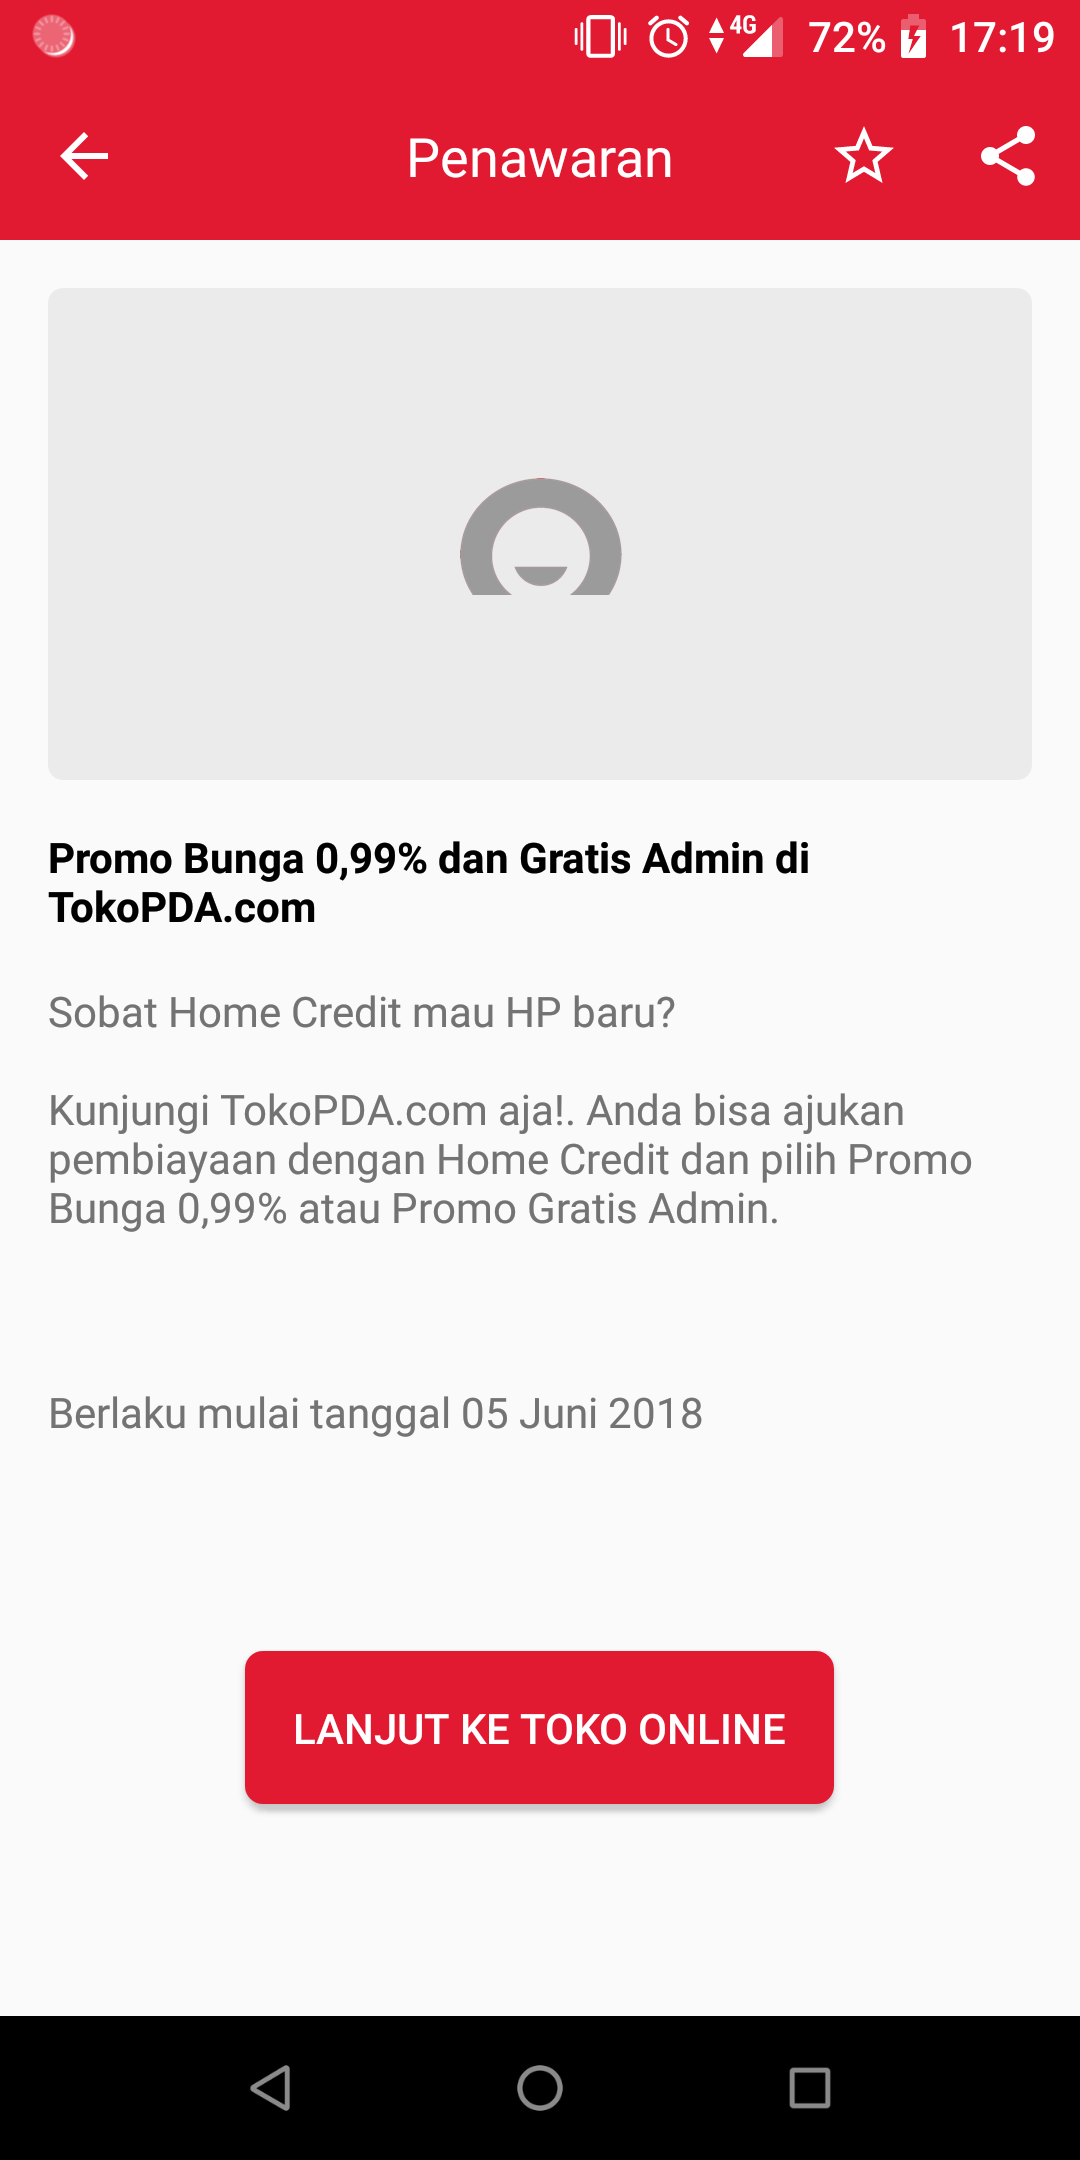 4G 72% 17:19
Penawaran
Promo Bunga 0,99% dan Gratis Admin di
TokoPDA.com
Sobat Home Credit mau HP baru?
Kunjungi TokoPDA.com aja!. Anda bisa ajukan
pembiayaan dengan Home Credit dan pilih Promo
Bunga 0,99% atau Promo Gratis Admin.
Berlaku mulai tanggal 05 Juni 2018
LANJUT KE TOKO ONLINE